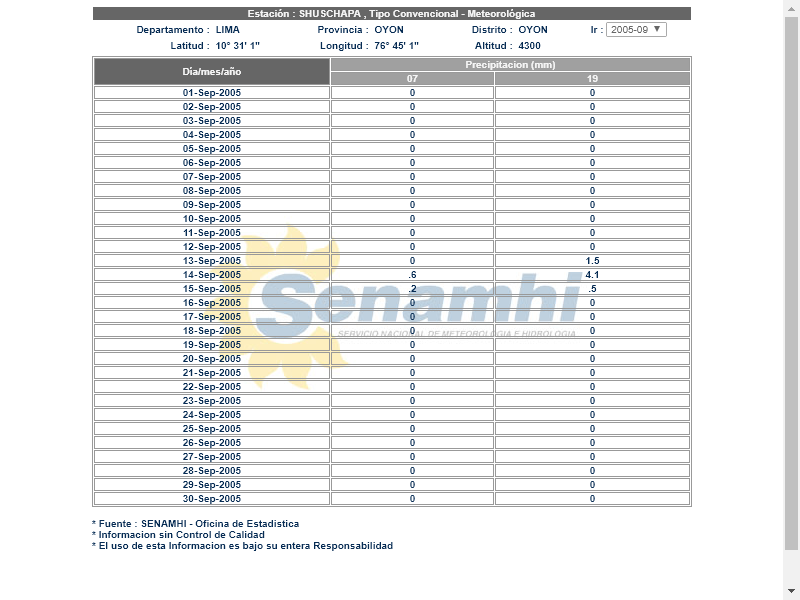 Estación : SHUSCHAPA , Tipo Convencional - Meteorológica
Departamento : LIMA Provincia : OYON Distrito : OYON Ir : 2005-09
Latitud : 10° 31' 1" Longitud : 76° 45' 1" Altitud : 4300
Dia/mes/año Precipitacion (mm)
07 19
01-Sep-2005 0 0
02-Sep-2005 0 0
03-Sep-2005 0 0
04-Sep-2005 0 0
05-Sep-2005 0 0
06-Sep-2005 0 0
07-Sep-2005 0 0
08-Sep-2005 0 0
09-Sep-2005 0 0
10-Sep-2005 0 0
11-Sep-2005 0 0
12-Sep-2005 0 0
13-Sep-2005 0 1.5
14-Sep-2005 .6 4.1
15-Sep-2005 .2 .5
16-Sep-2005 0 0
17-Sep-2005 0 0
18-Sep-2005 0 0
19-Sep-2005 0 0
20-Sep-2005 0 0
21-Sep-2005 0 0
22-Sep-2005 0 0
23-Sep-2005 0 0
24-Sep-2005 0 0
25-Sep-2005 0 0
26-Sep-2005 0 0
27-Sep-2005 0 0
28-Sep-2005 0 0
29-Sep-2005 0 0
30-Sep-2005 0 0
Senamhi
SERVICIO NACIONAL DE METEOROLOGIA E HIDROLOGIA
* Fuente : SENAMHI - Oficina de Estadistica
* Informacion sin Control de Calidad
* El uso de esta Informacion es bajo su entera Responsabilidad